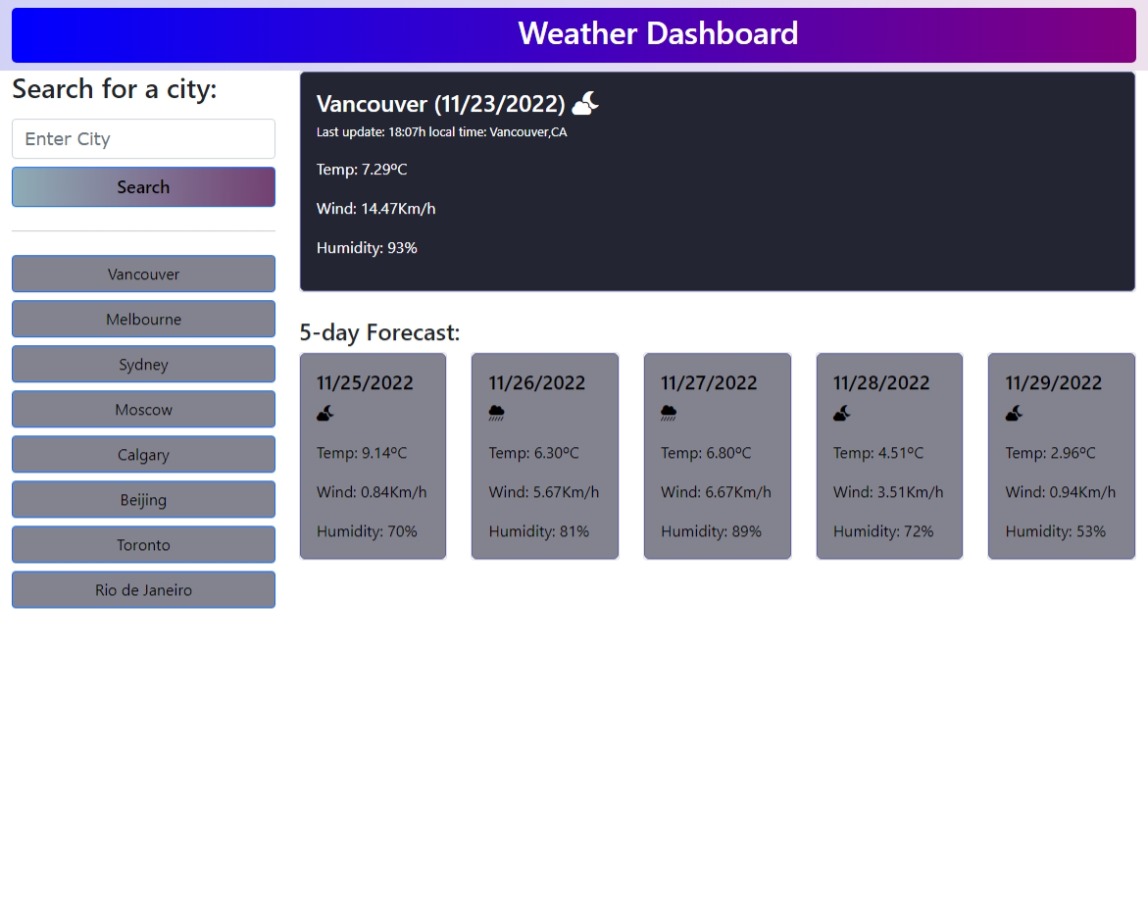 Weather Dashboard
Search for a city:
Enter City
Search
Vancouver
Melbourne
Sydney
Moscow
Calgary
Beijing
Toronto
Rio de Janeiro
Vancouver (11/23/2022)
Last update: 18:07h local time: Vancouver,CA
Temp: 7.29ºC
Wind: 14.47Km/h
Humidity: 93%
5-day Forecast:
11/25/2022
Temp: 9.14ºC
Wind: 0.84Km/h
Humidity: 70%
11/26/2022
Temp: 6.30ºC
Wind: 5.67Km/h
Humidity: 81%
11/27/2022
Temp: 6.80ºC
Wind: 6.67Km/h
Humidity: 89%
11/28/2022
Temp: 4.51ºC
Wind: 3.51Km/h
Humidity: 72%
11/29/2022
Temp: 2.96ºC
Wind: 0.94Km/h
Humidity: 53%